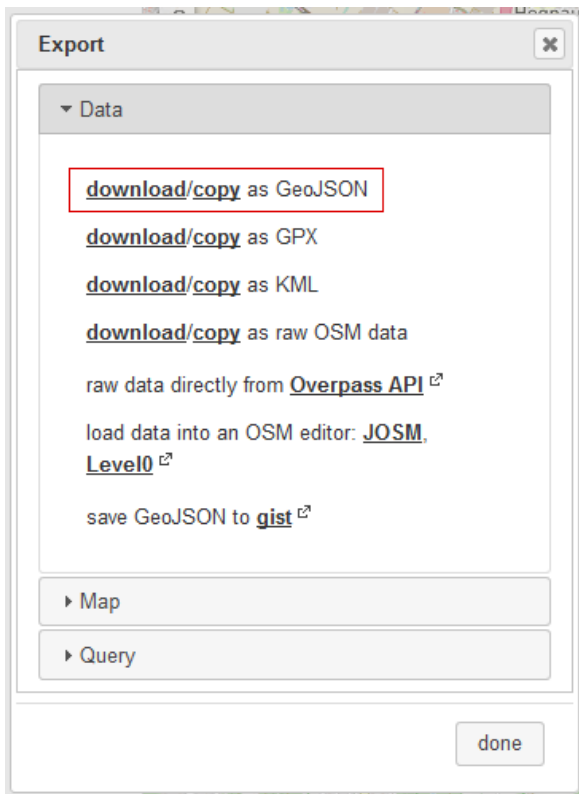 Export
Data
download/copy as GeoJSON
download/copy as GPX
download/copy as KML
download/copy as raw OSM data
raw data directly from Overpass API
load data into an OSM editor: JOSM,
Level0
save GeoJSON to gist
Map
Query
done